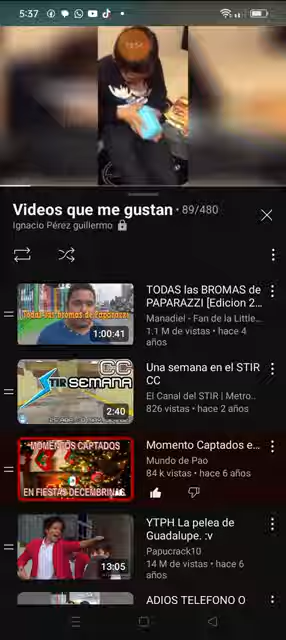 5:37
Videos que me gustan · 89/480
Ignacio Pérez guillermo
Todas las bromas de Paparazzi
1:00:41
TODAS las BROMAS de
PAPARAZZI [Edicion 2...
Manadiel - Fan de la Little...
1.1 M de vistas • hace 4
años
CC
STIR SEMANA
2:40
Una semana en el STIR
CC
El Canal del STIR | Metro...
826 vistas • hace 2 años
MOMENTOS CAPTADOS
EN FIESTAS DECEMBRINAS
Momento Captados e...
Mundo de Pao
84 k vistas • hace 6 años
13:05
YTPH La pelea de
Guadalupe. :v
Papucrack10
14 M de vistas • hace 6
años
ADIOS TELEFONO O